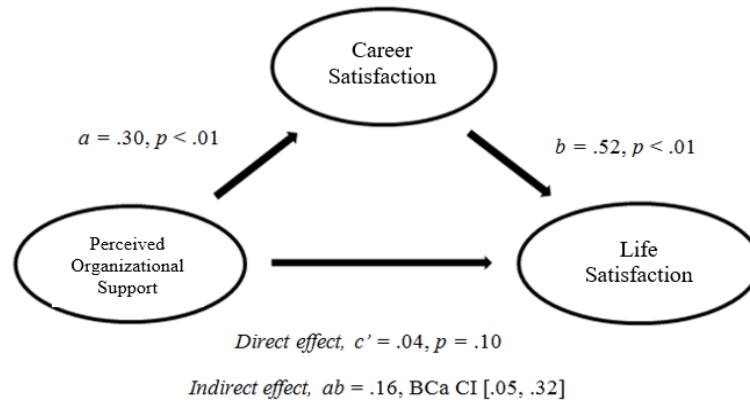 Career
Satisfaction
a = .30, p < .01
b = .52, p < .01
Perceived
Organizational
Support
Life
Satisfaction
Direct effect, c' = .04, p = .10
Indirect effect, ab = .16, BCa CI [.05, .32]